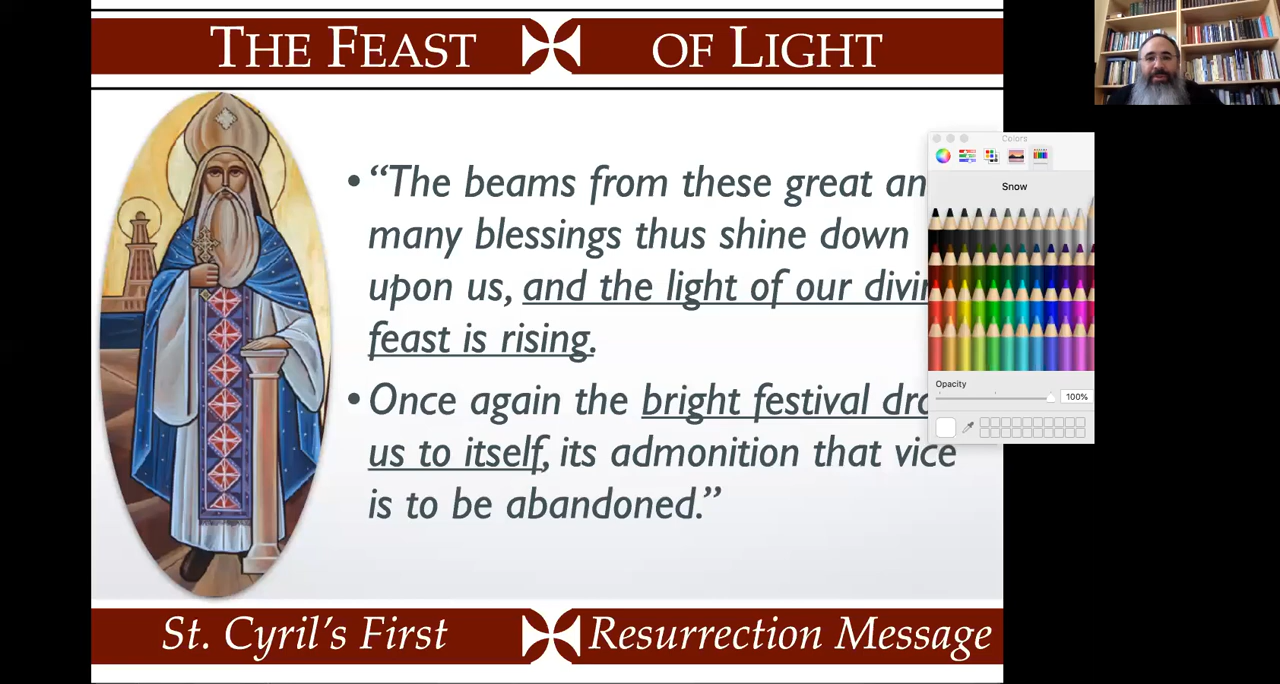 THE FEAST OF LIGHT
• “The beams from these great an
many blessings thus shine down
upon us, and the light of our divi
feast is rising.
• Once again the bright festival dra
us to itself, its admonition that vice
is to be abandoned.”
Colors
Snow
Opacity
100%
St. Cyril’s First Resurrection Message